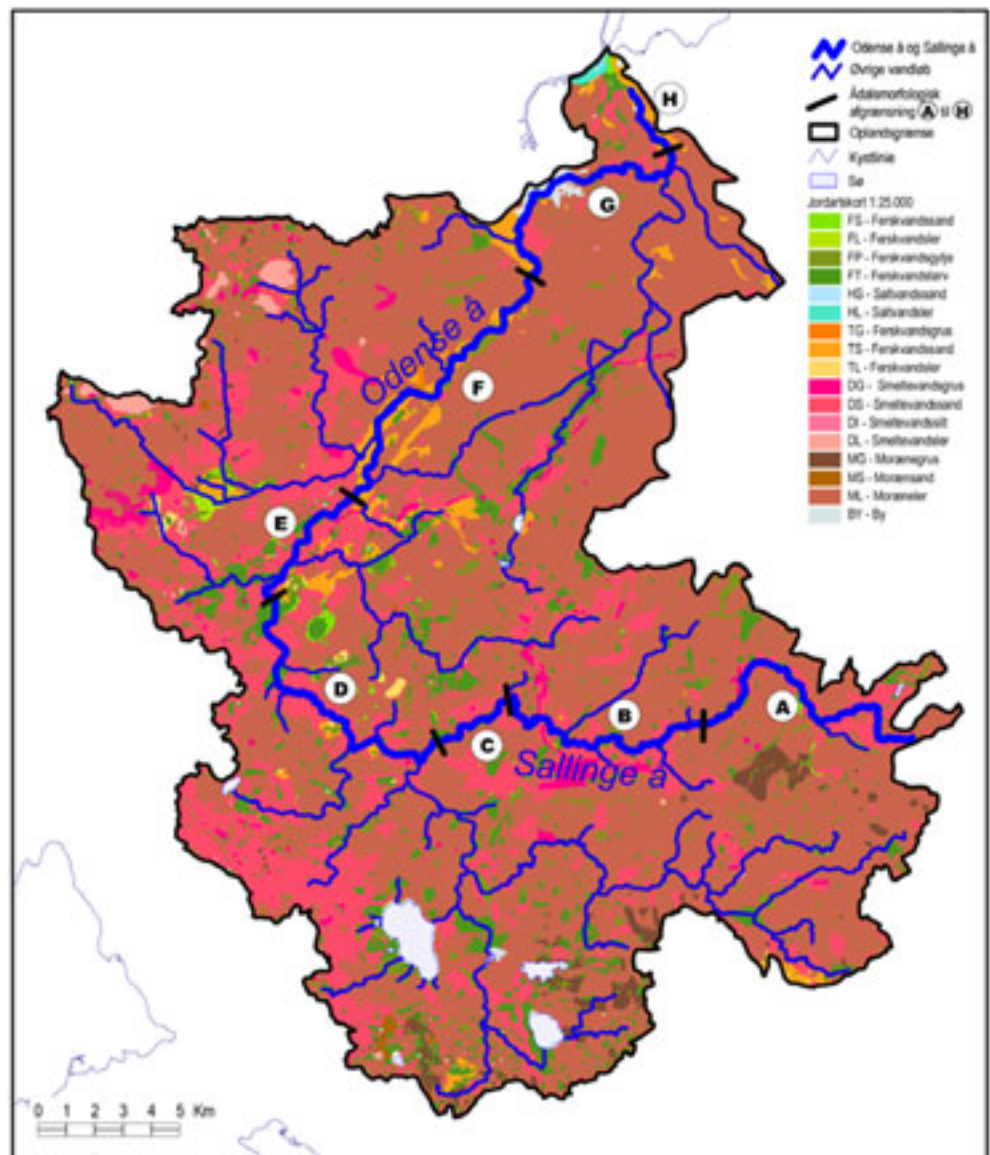 Odense å og Sallinge å
Øvrige vandløb
Ådalsmorfologisk
afgrænsning A til H
Oplandsgrænse
Kystlinie
Sø
Jordartskort 1:25.000
FS - Ferskvandssand
FL - Ferskvandsler
FP - Ferskvandsgytje
FT - Ferskvandstørv
HS - Saltvandssand
HL - Saltvandsler
TG - Ferskvandsgrus
TS - Ferskvandssand
TL - Ferskvandsler
DG - Smeltevandsgrus
DS - Smeltevandssand
DI - Smeltevandssilt
DL - Smeltevandsler
MG - Morænegrus
MS - Morænsand
ML - Moræneler
BY - By
H
G
Odense å
F
E
D
C
B
A
Sallinge å
0 1 2 3 4 5 Km